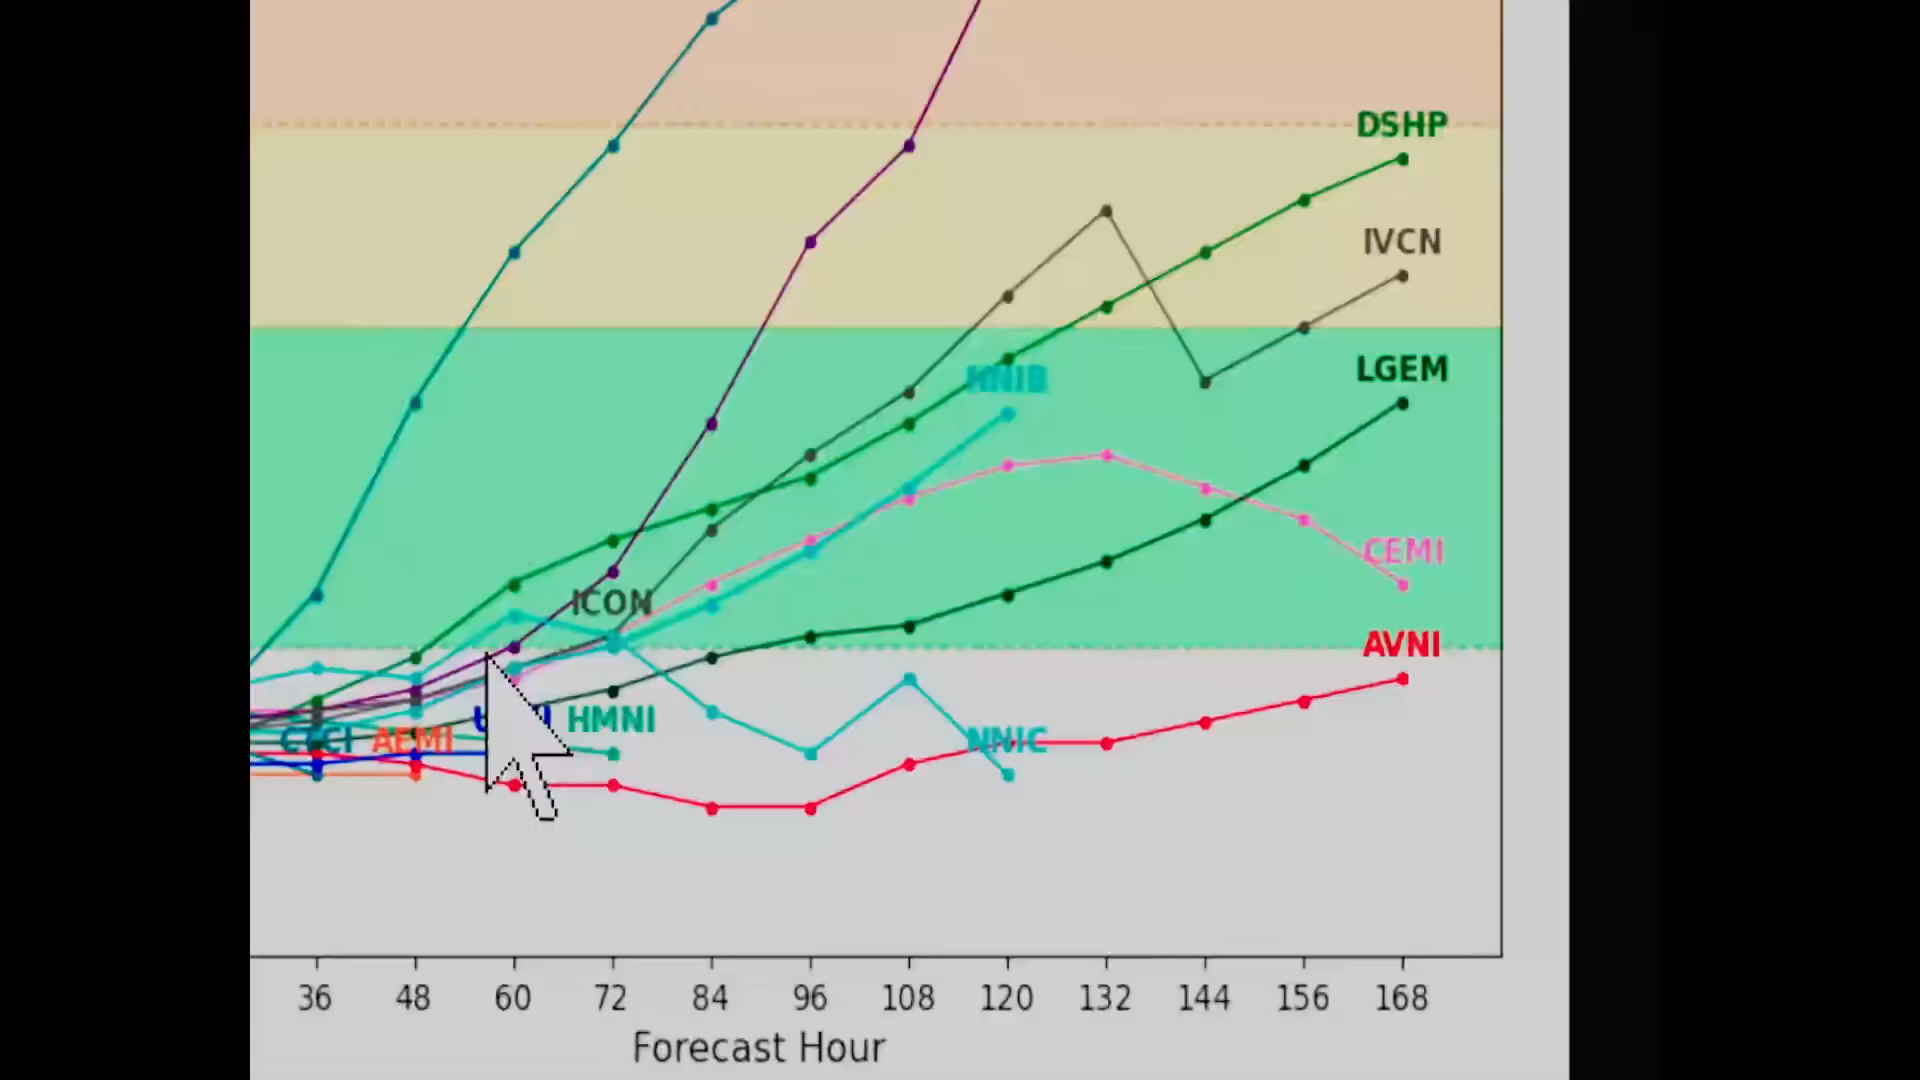 DSHP
IVCN
LGEM
NNIB
CEMI
ICON
AVNI
HMNI
AEMI
NNIC
36 48 60 72 84 96 108 120 132 144 156 168
Forecast Hour